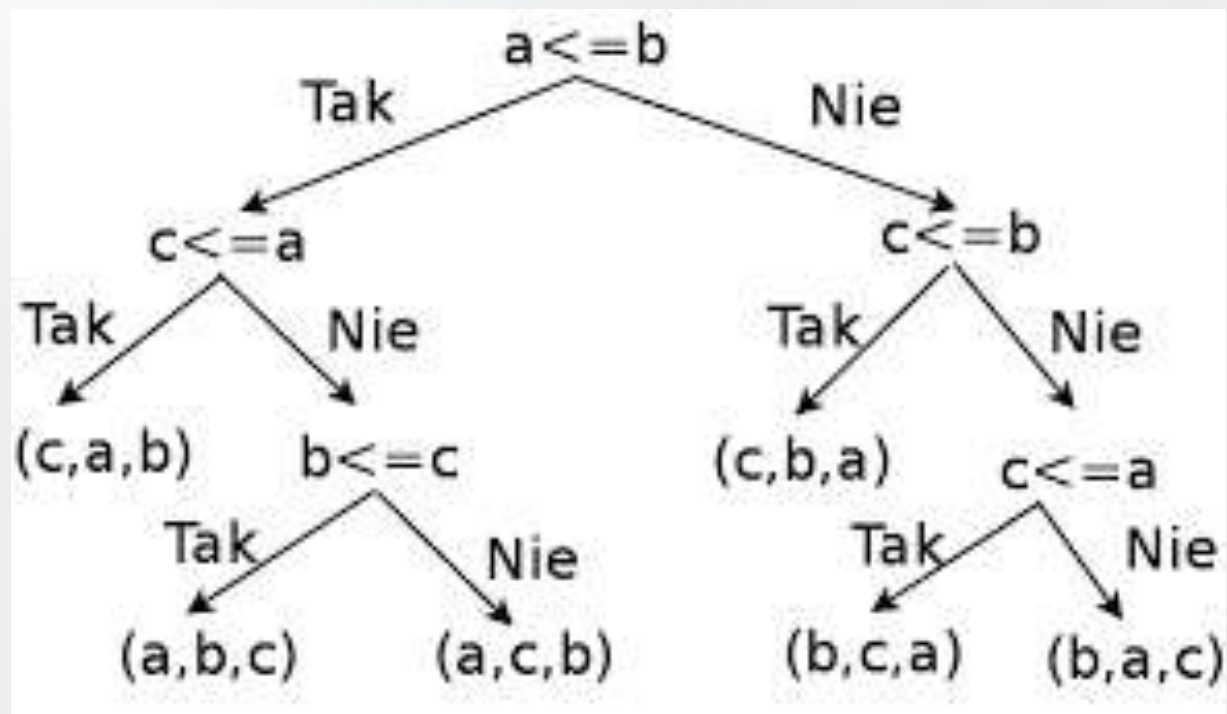 a<=b
Tak Nie
c<=a c<=b
Tak Nie Tak Nie
(c,a,b) b<=c (c,b,a) c<=a
Tak Nie Tak Nie
(a,b,c) (a,c,b) (b,c,a) (b,a,c)